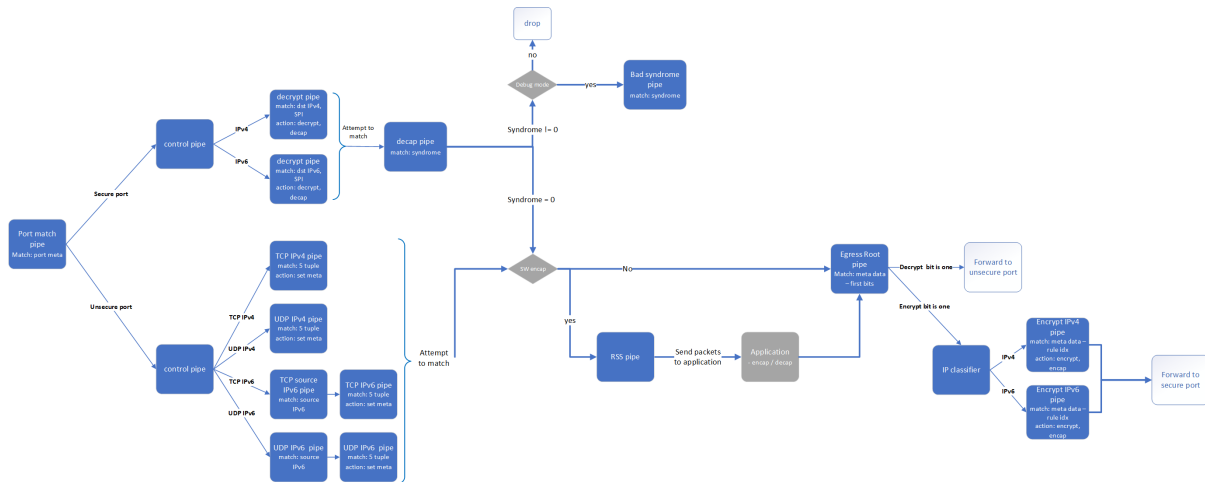 drop
no
Debug mode
yes
Bad syndrome
pipe
match: syndrome
decrypt pipe
match: dist IPv4,
SPI
action: decrypt,
decap
IPv4
control pipe
IPv6
decrypt pipe
match: dist IPv6,
SPI
action: decrypt,
decap
Attempt to
match
decap pipe
match: syndrome
Syndrome != 0
Syndrome = 0
Secure port
Port match
pipe
Match: port meta
Unsecure port
TCP IPv4 pipe
match: 5 tuple
action: set meta
TCP IPv4
UDP IPv4 pipe
match: 5 tuple
action: set meta
UDP IPv4
control pipe
TCP IPv6
TCP source
IPv6 pipe
match: source
IPv6
TCP IPv6 pipe
match: 5 tuple
action: set meta
UDP IPv6
UDP IPv6 pipe
match: source
IPv6
UDP IPv6 pipe
match: 5 tuple
action: set meta
Attempt
to match
SW encap
No
yes
RSS pipe
Send packets
to application
Application
- encap / decap
Egress Root
pipe
Match: meta data
– first bits
Decrypt bit is one
Forward to
unsecure port
Encrypt bit is one
IP classifier
IPv4
Encrypt IPv4
pipe
match: meta data –
rule idx
action: encrypt,
encap
IPv6
Encrypt IPv6
pipe
match: meta data –
rule idx
action: encrypt,
encap
Forward to
secure port